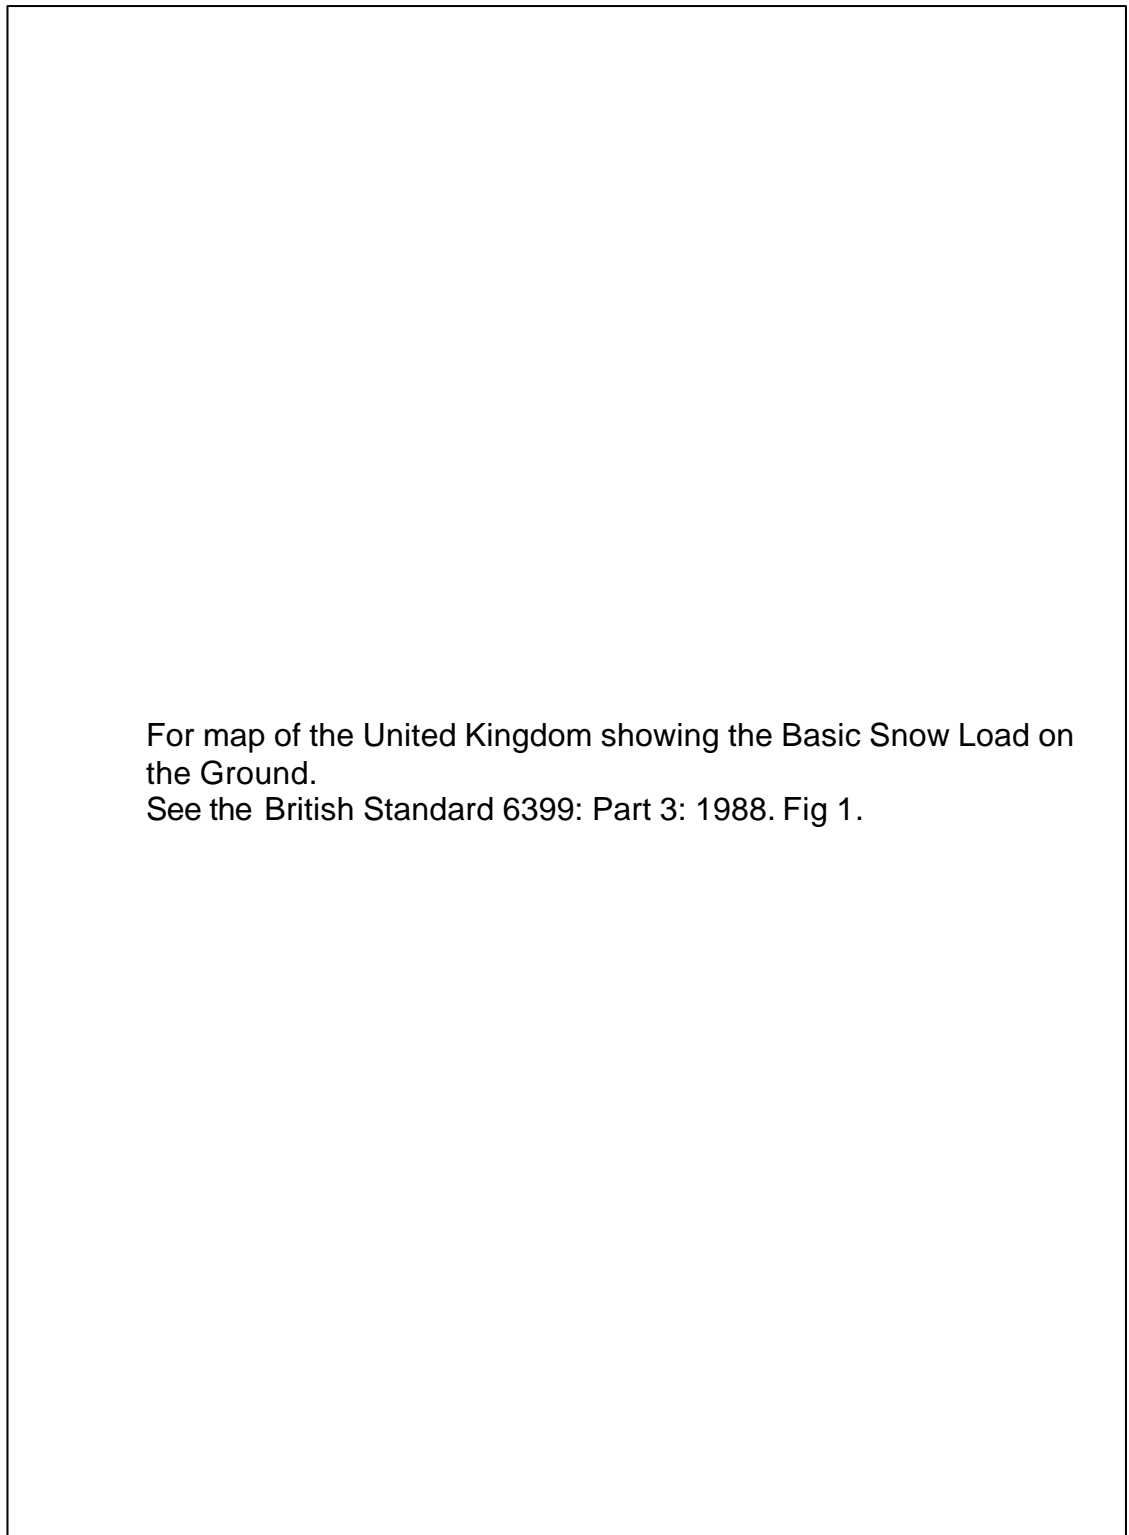 For map of the United Kingdom showing the Basic Snow Load on
the Ground.
See the British Standard 6399: Part 3: 1988. Fig 1.